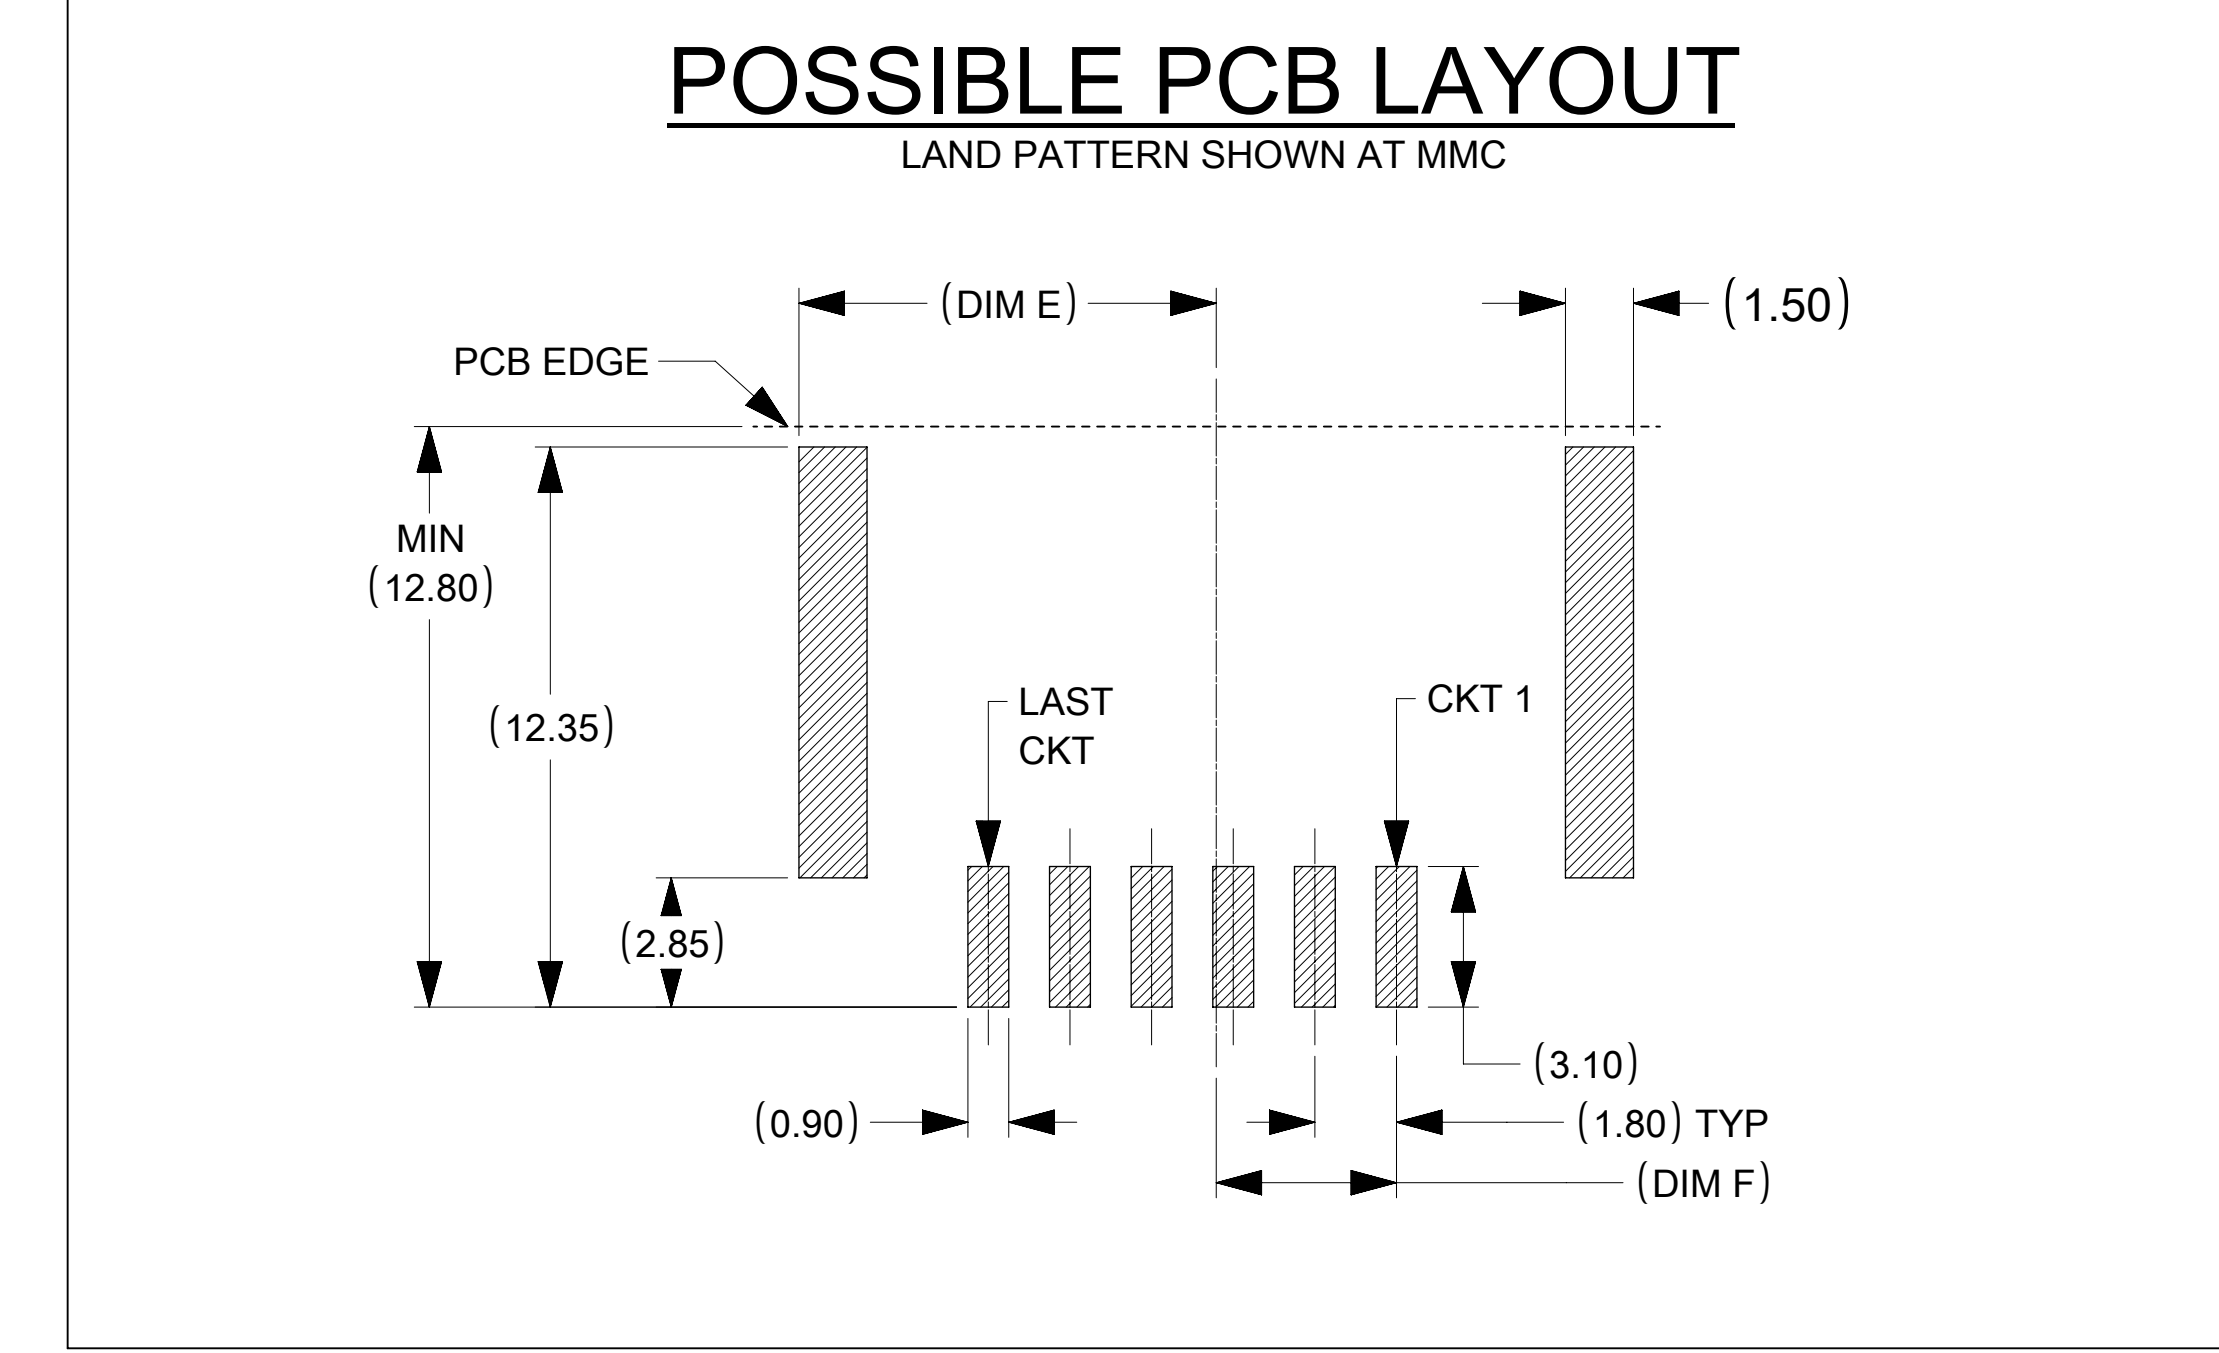 POSSIBLE PCB LAYOUT
LAND PATTERN SHOWN AT MMC
(DIM E)
(1.50)
PCB EDGE
MIN
(12.80)
(12.35)
LAST
CKT
CKT 1
(2.85)
(3.10)
(0.90)
(1.80) TYP
(DIM F)